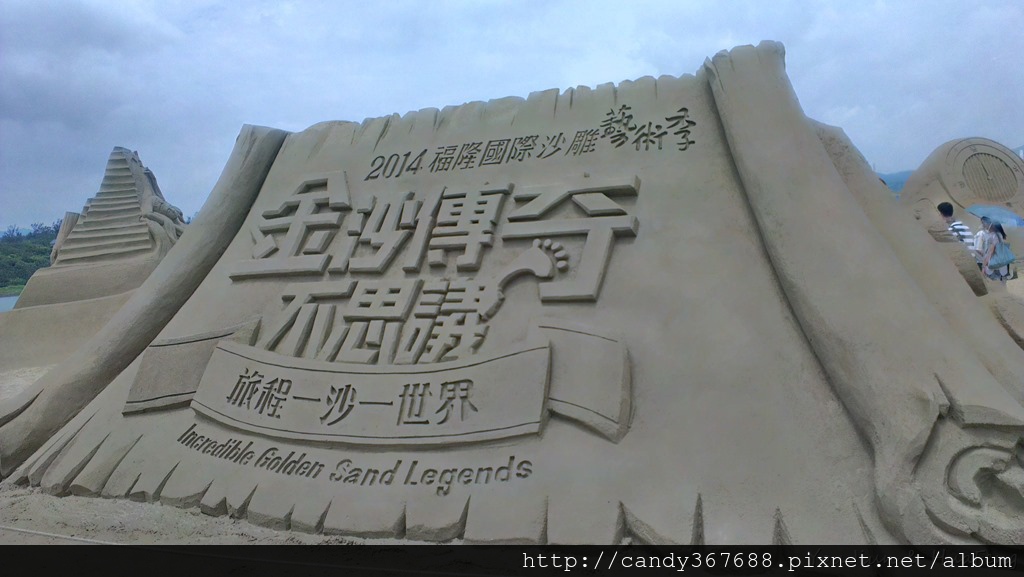 2014 福隆國際沙雕藝術季
金沙傳奇
不思議
旅程一沙一世界
Incredible Golden Sand Legends
http://candy367688.pixnet.net/album